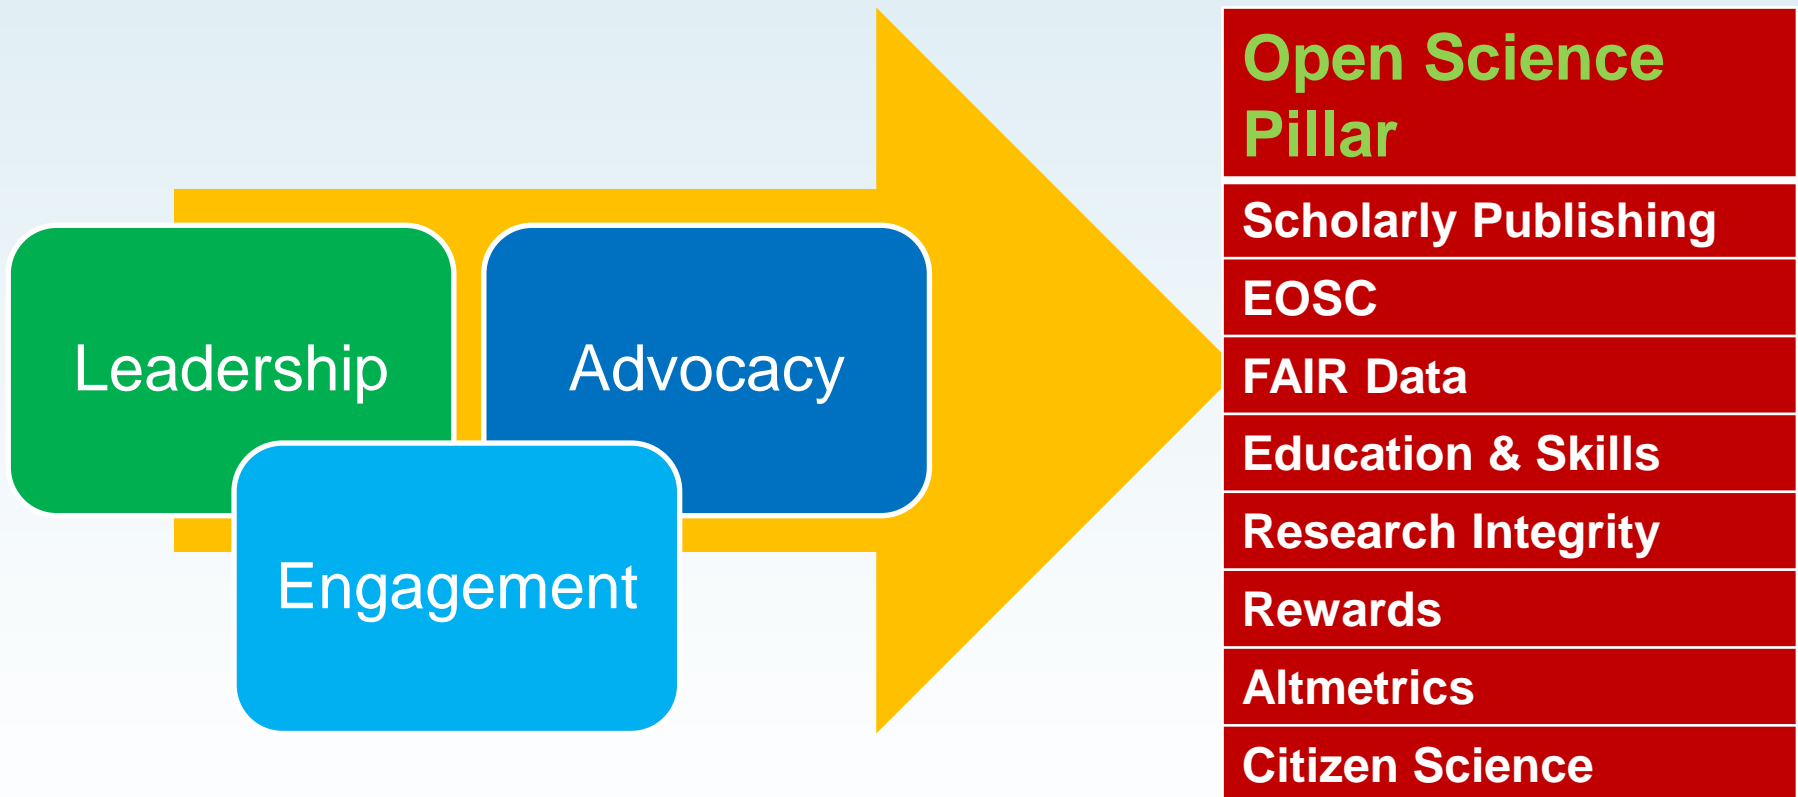 Leadership
Advocacy
Engagement
Open Science
Pillar
Scholarly Publishing
EOSC
FAIR Data
Education & Skills
Research Integrity
Rewards
Altmetrics
Citizen Science